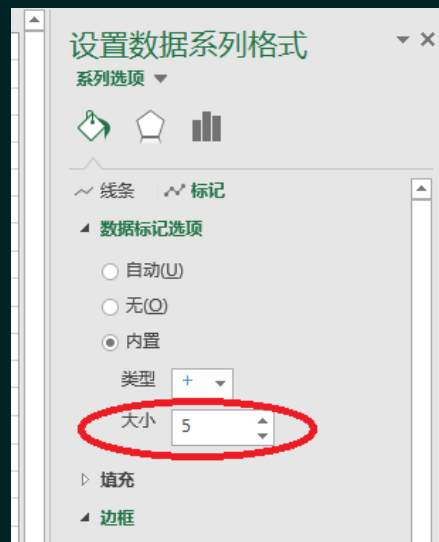 设置数据系列格式
系列选项
线条 标记
数据标记选项
自动(U)
无(O)
内置
类型 +
大小 5
填充
边框